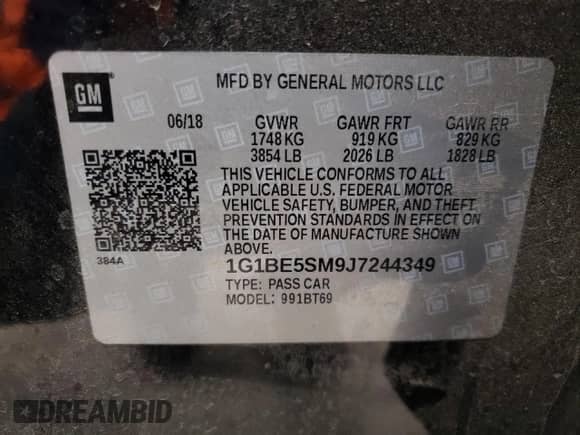 GM
MFD BY GENERAL MOTORS LLC
06/18 GVWR GAWR FRT GAWR RR
1748 KG 919 KG 829 KG
3854 LB 2026 LB 1828 LB
THIS VEHICLE CONFORMS TO ALL
APPLICABLE U.S. FEDERAL MOTOR
VEHICLE SAFETY, BUMPER, AND THEFT
PREVENTION STANDARDS IN EFFECT ON
THE DATE OF MANUFACTURE SHOWN
ABOVE.
384A
1G1BE5SM9J7244349
TYPE: PASS CAR
MODEL: 991BT69
DREAMBID